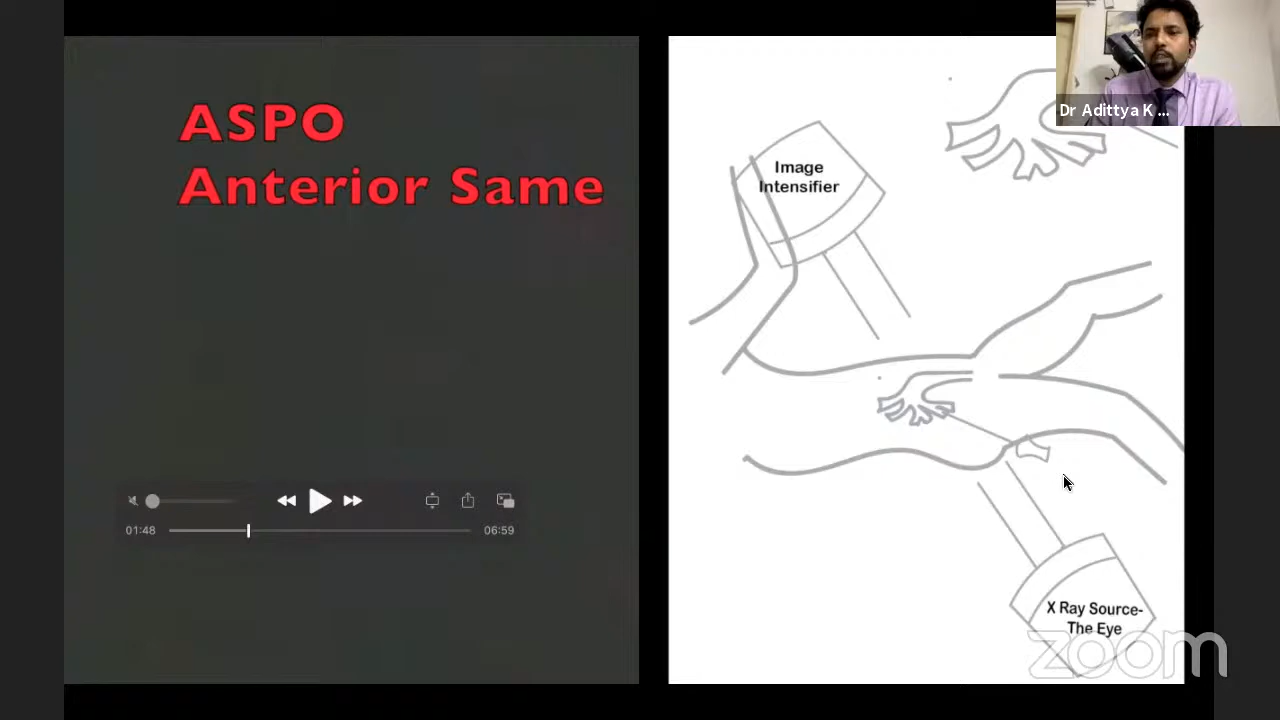 ASPO
Anterior Same
Image
Intensifier
Dr Adittya K ...
01:48
06:59
X Ray Source-
The Eye
zoom